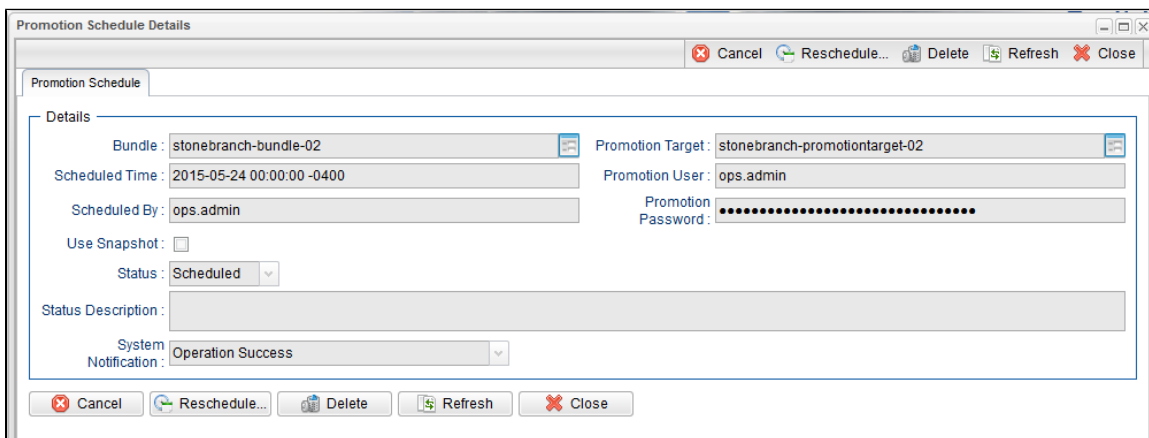 Promotion Schedule Details
Cancel Reschedule... Delete Refresh Close
Promotion Schedule
Details
Bundle : stonebranch-bundle-02 Promotion Target : stonebranch-promotiontarget-02
Scheduled Time : 2015-05-24 00:00:00 -0400 Promotion User : ops.admin
Scheduled By : ops.admin Promotion Password : ••••••••••••••••••••••••••••••••
Use Snapshot :
Status : Scheduled
Status Description :
System Notification : Operation Success
Cancel Reschedule... Delete Refresh Close